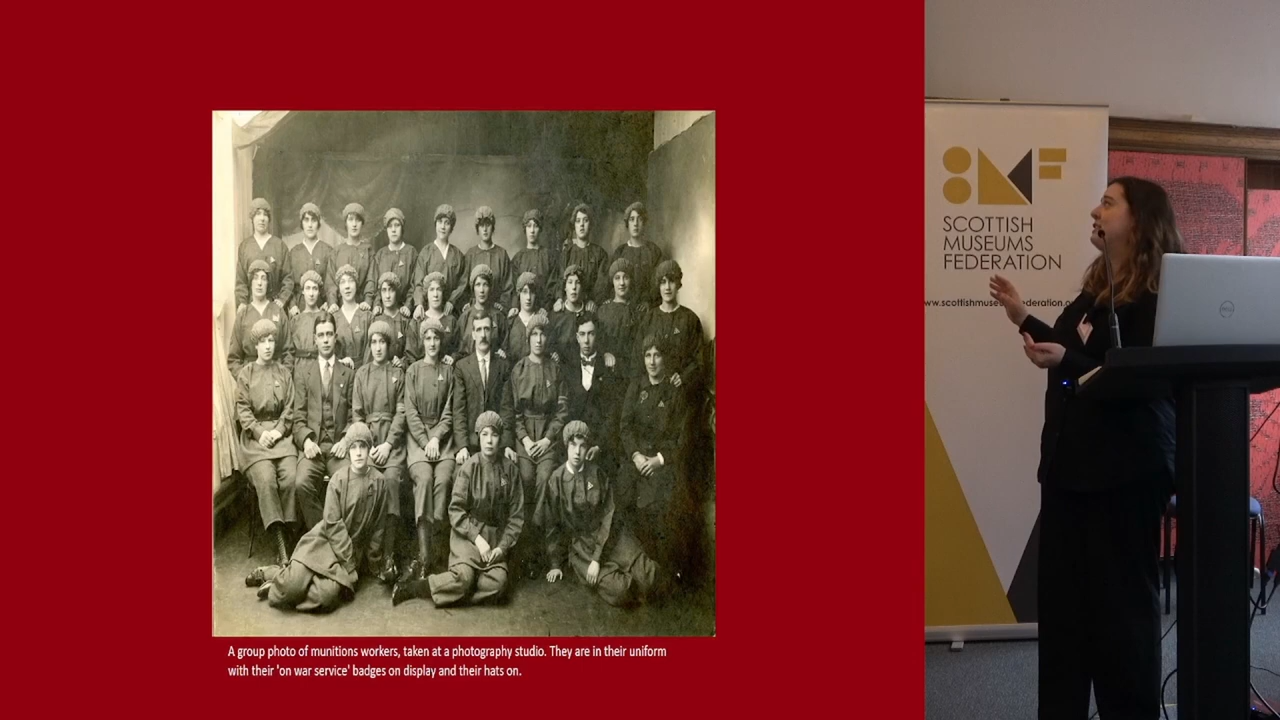 A group photo of munitions workers, taken at a photography studio. They are in their uniform
with their 'on war service' badges on display and their hats on.
SCOTTISH
MUSEUMS
FEDERATION